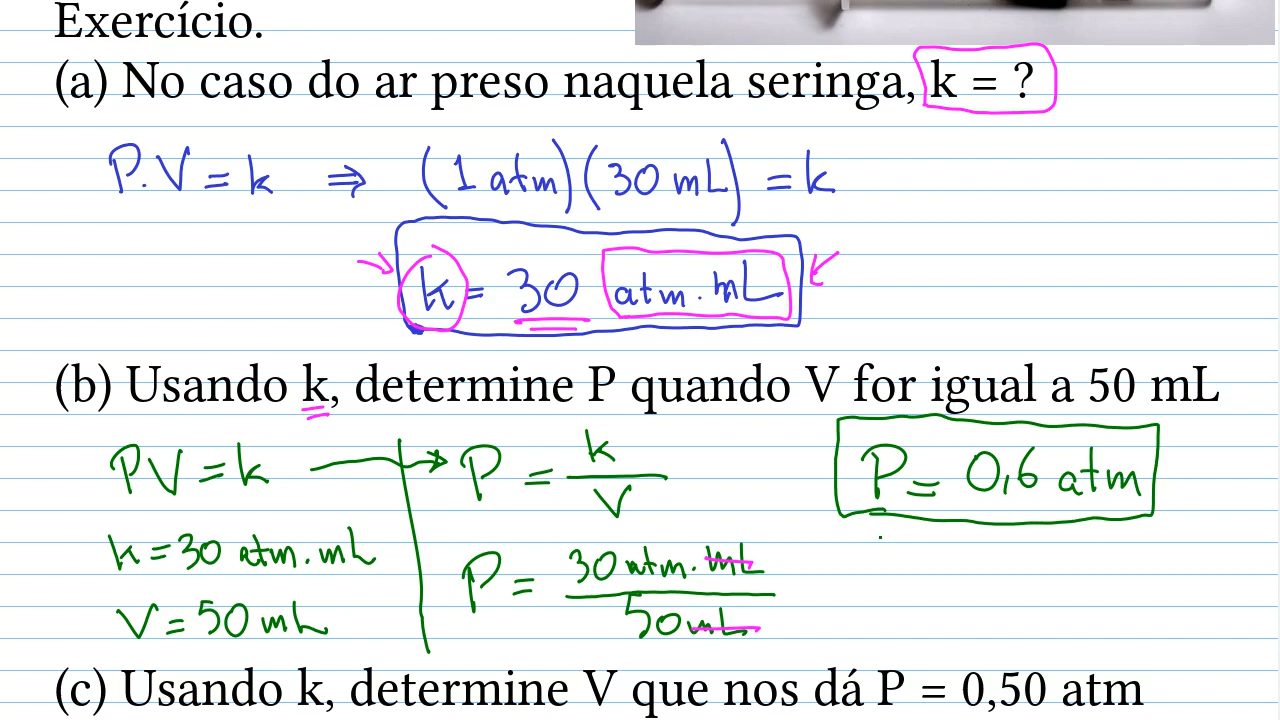 Exercício.
(a) No caso do ar preso naquela seringa, k = ?
P.V = k ⇒ (1 atm)(30 mL) = k
k = 30 atm.mL
(b) Usando k, determine P quando V for igual a 50 mL
PV = k → P = k/V
P = 0,6 atm
k = 30 atm.mL
P = 30 atm.mL / 50 mL
V = 50 mL
(c) Usando k, determine V que nos dá P = 0,50 atm